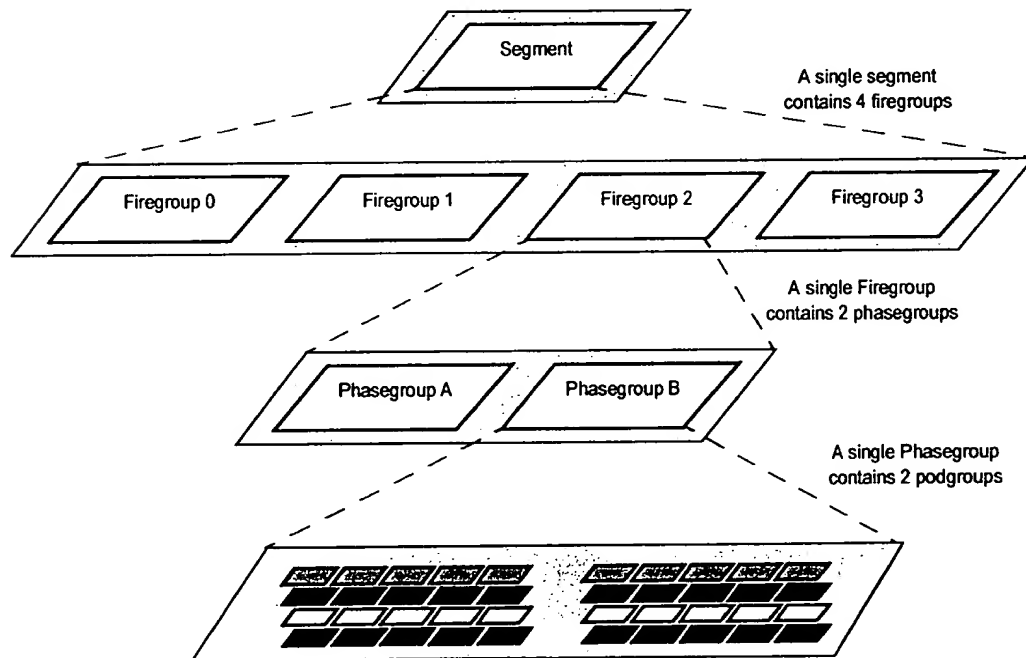 Segment
A single segment
contains 4 firegroups
Firegroup 0
Firegroup 1
Firegroup 2
Firegroup 3
A single Firegroup
contains 2 phasegroups
Phasegroup A
Phasegroup B
A single Phasegroup
contains 2 podgroups